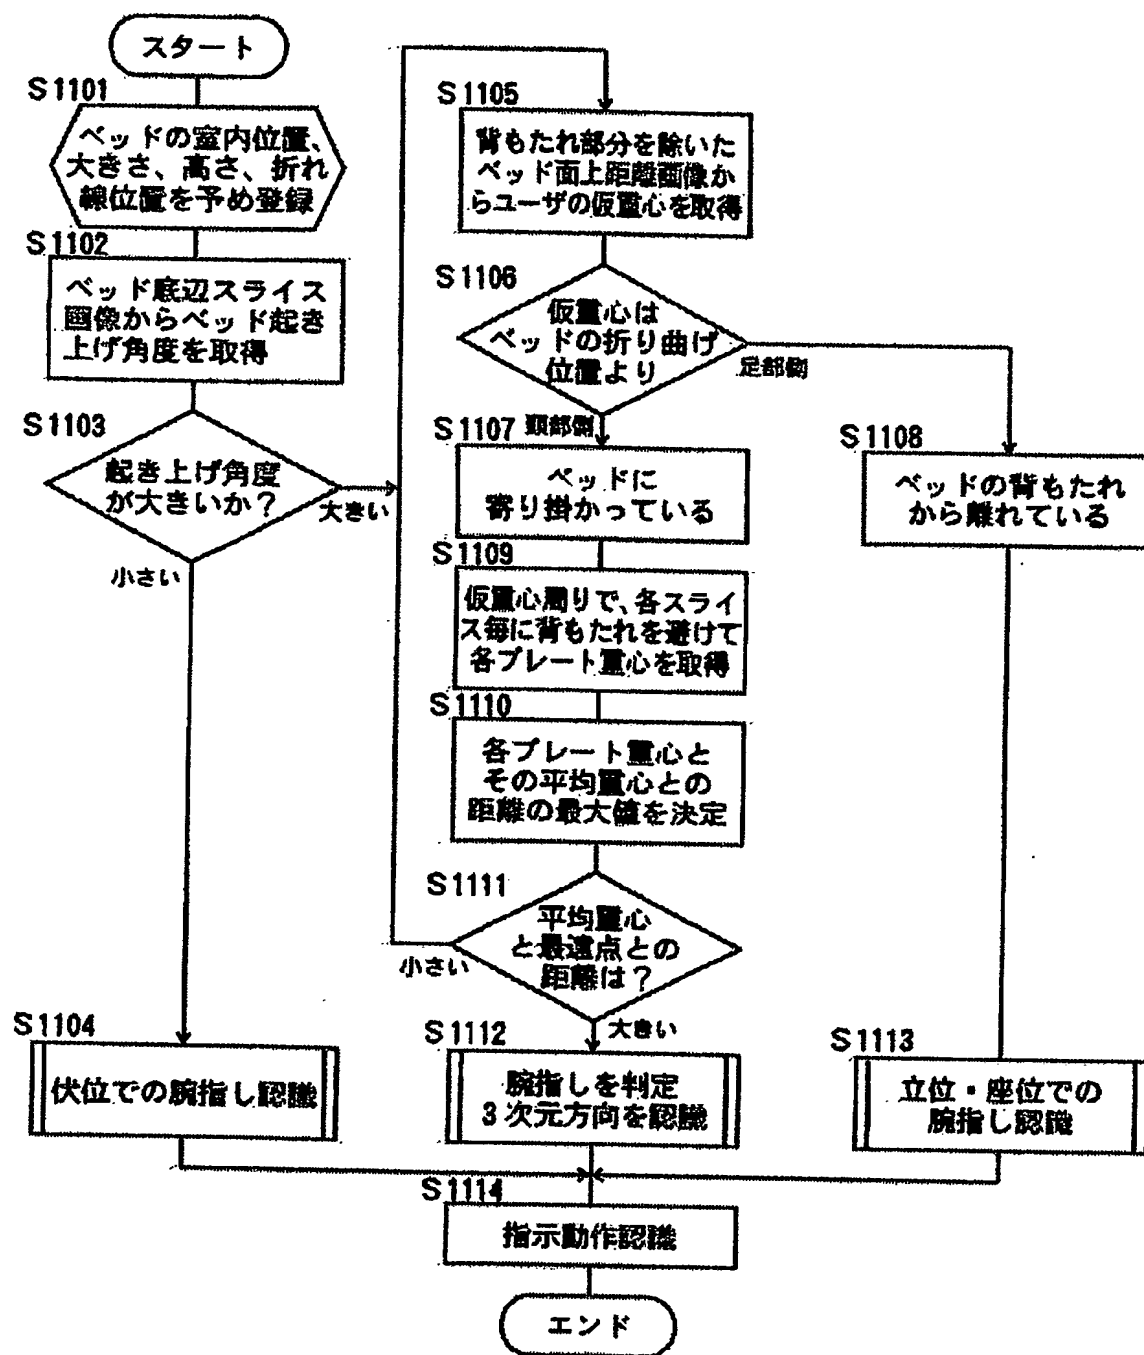 スタート
S1101
ベッドの室内位置、
大きさ、高さ、折れ
線位置を予め登録
S1102
ベッド底辺スライス
画像からベッド起き
上げ角度を取得
S1103
起き上げ角度
が大きいか?
大きい
小さい
S1104
伏位での腕指し認識
S1105
背もたれ部分を除いた
ベッド面上距離画像か
らユーザの仮重心を取得
S1106
仮重心は
ベッドの折り曲げ
位置より
足部側
頭部側
S1107
ベッドに
寄り掛かっている
S1108
ベッドの背もたれ
から離れている
S1109
仮重心周りで、各スライ
ス毎に背もたれを避けて
各プレート重心を取得
S1110
各プレート重心と
その平均重心との
距離の最大値を決定
S1111
平均重心
と最遠点との
距離は?
小さい
大きい
S1112
腕指しを判定
3次元方向を認識
S1113
立位・座位での
腕指し認識
S1114
指示動作認識
エンド